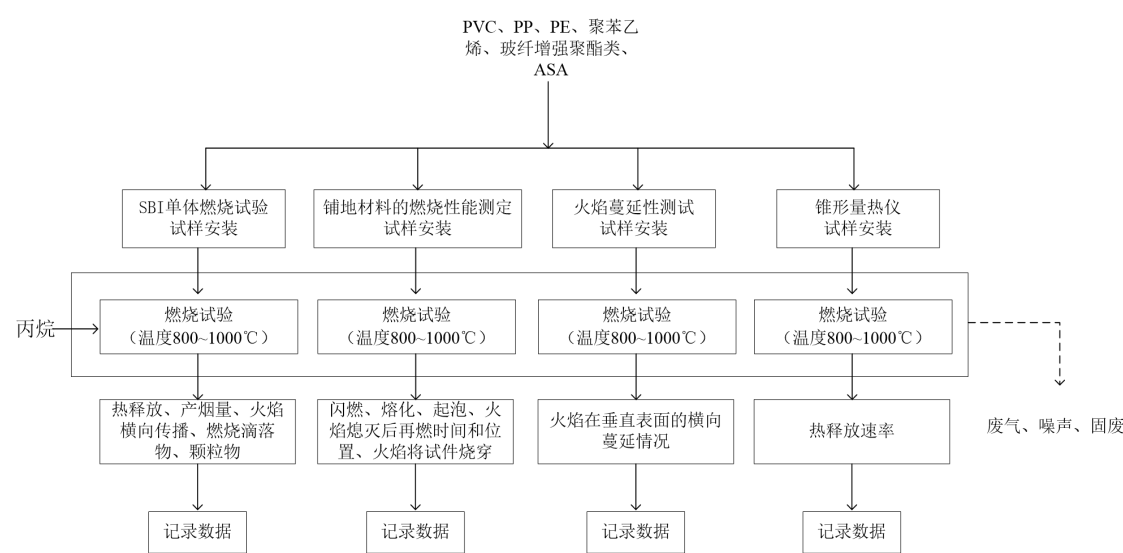 PVC、PP、PE、聚苯乙
烯、玻纤增强聚酯类、
ASA
SBI单体燃烧试验
试样安装
铺地材料的燃烧性能测定
试样安装
火焰蔓延性测试
试样安装
锥形量热仪
试样安装
丙烷
燃烧试验
（温度800~1000℃）
燃烧试验
（温度800~1000℃）
燃烧试验
（温度800~1000℃）
燃烧试验
（温度800~1000℃）
热释放、产烟量、火焰
横向传播、燃烧滴落
物、颗粒物
闪燃、熔化、起泡、火
焰熄灭后再燃时间和位
置、火焰将试件烧穿
火焰在垂直表面的横向
蔓延情况
热释放速率
废气、噪声、固废
记录数据
记录数据
记录数据
记录数据